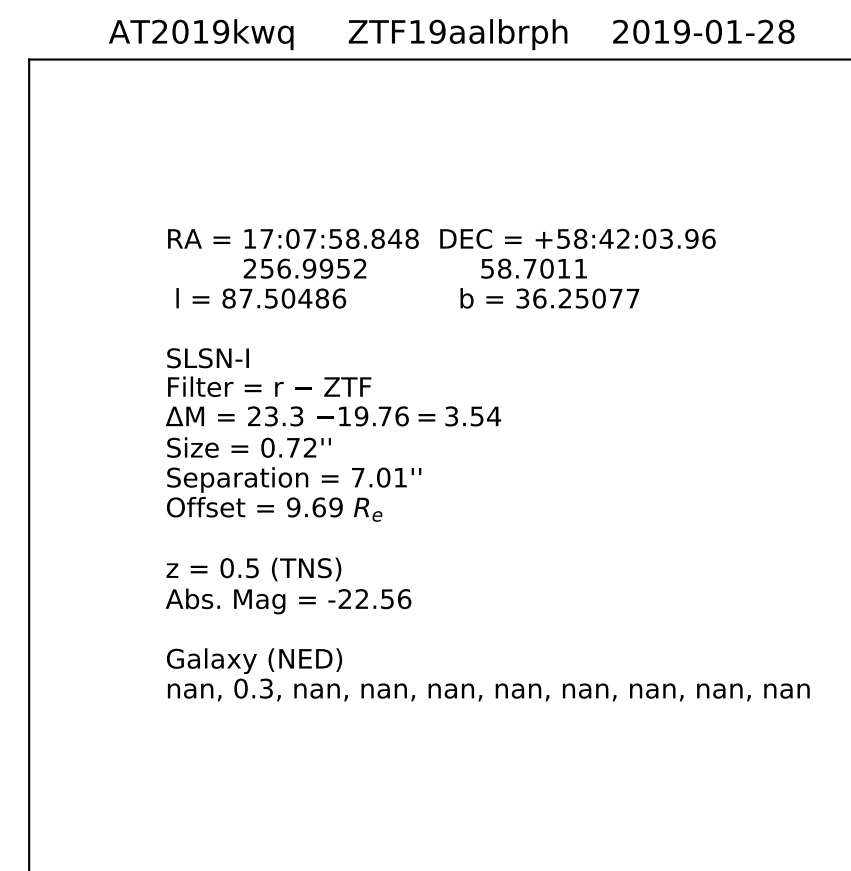 AT2019kwq ZTF19aalbrph 2019-01-28
RA = 17:07:58.848 DEC = +58:42:03.96
256.9952 58.7011
l = 87.50486 b = 36.25077
SLSN-I
Filter = r − ZTF
ΔM = 23.3 −19.76 = 3.54
Size = 0.72''
Separation = 7.01''
Offset = 9.69 Rₑ
z = 0.5 (TNS)
Abs. Mag = -22.56
Galaxy (NED)
nan, 0.3, nan, nan, nan, nan, nan, nan, nan, nan